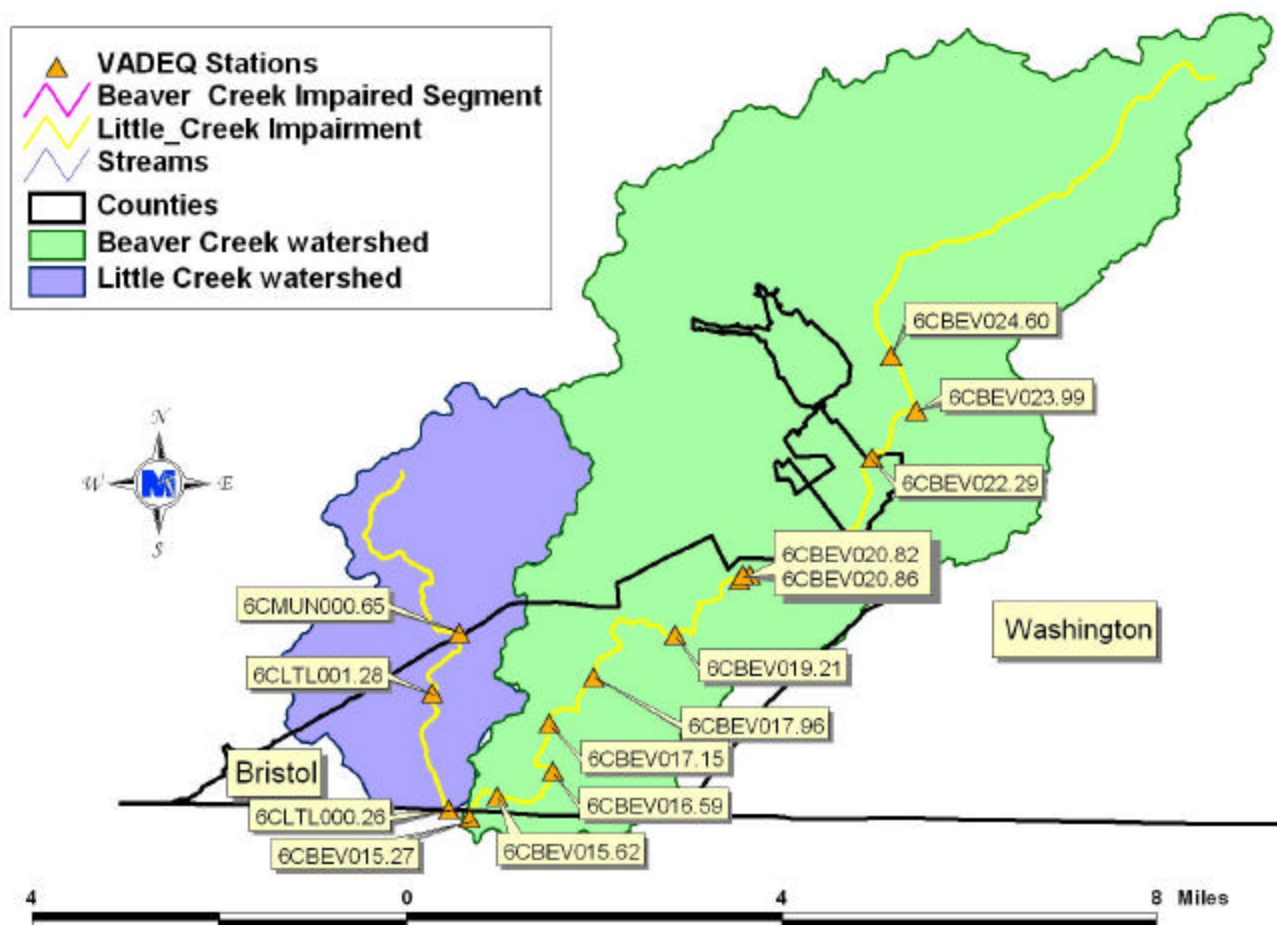 VADEQ Stations
Beaver_Creek Impaired Segment
Little_Creek Impairment
Streams
Counties
Beaver Creek watershed
Little Creek watershed
N
W
M
E
S
6CBEV024.60
6CBEV023.99
6CBEV022.29
6CBEV020.82
6CBEV020.86
6CMUN000.65
Washington
6CBEV019.21
6CLTL001.28
6CBEV017.96
6CBEV017.15
Bristol
6CBEV016.59
6CLTL000.26
6CBEV015.62
6CBEV015.27
4 0 4 8 Miles